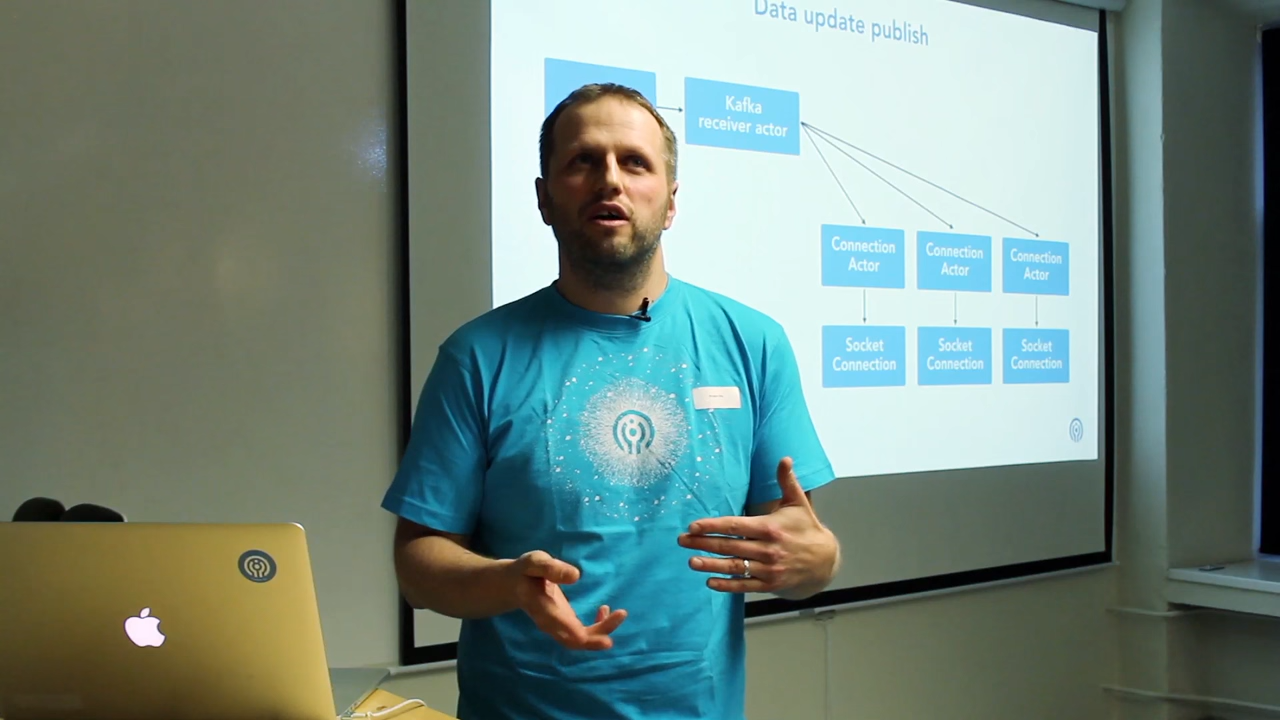 Data update publish
Kafka
receiver actor
Connection
Actor
Connection
Actor
Connection
Actor
Socket
Connection
Socket
Connection
Socket
Connection